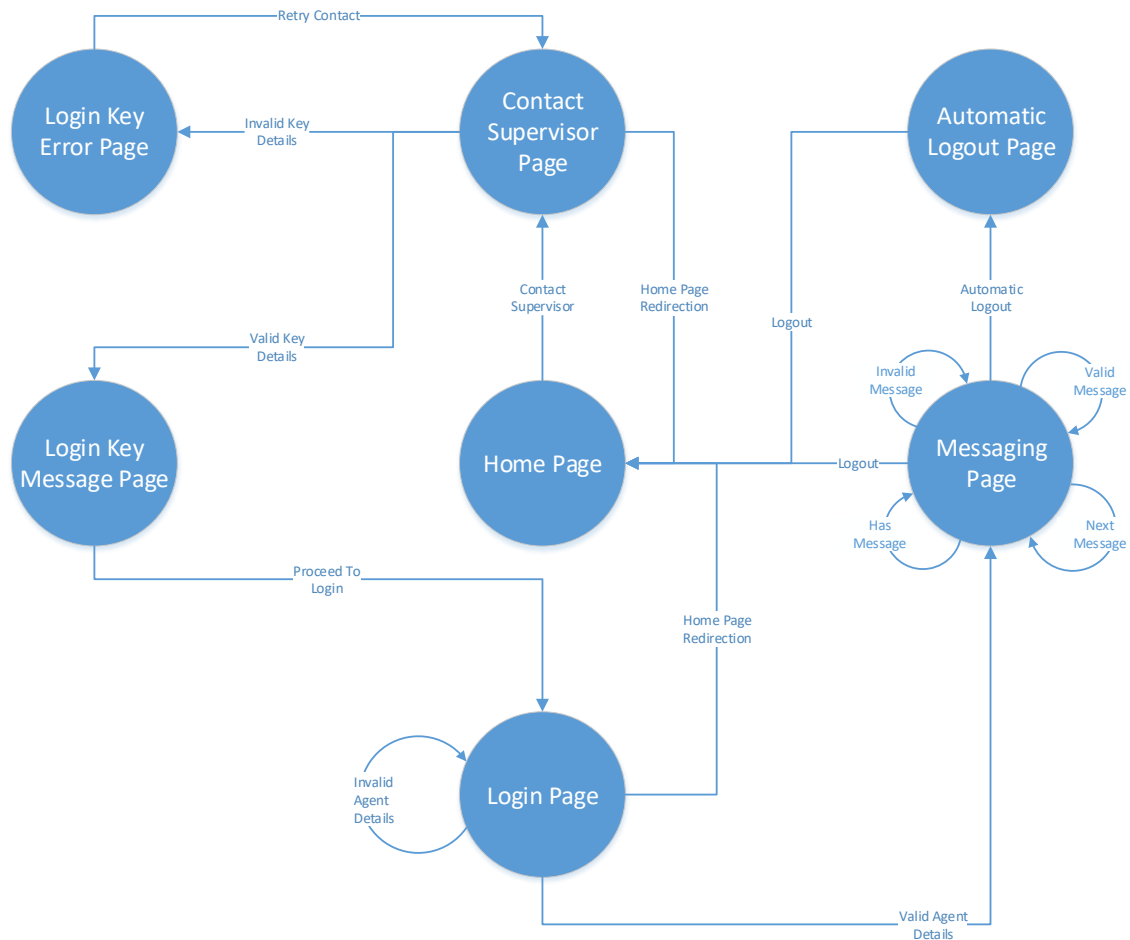 Retry Contact
Login Key
Error Page
Invalid Key
Details
Contact
Supervisor
Page
Automatic
Logout Page
Contact
Supervisor
Home Page
Redirection
Automatic
Logout
Logout
Valid Key
Details
Invalid
Message
Valid
Message
Login Key
Message Page
Home Page
Logout
Messaging
Page
Has
Message
Next
Message
Proceed To
Login
Home Page
Redirection
Invalid
Agent
Details
Login Page
Valid Agent
Details